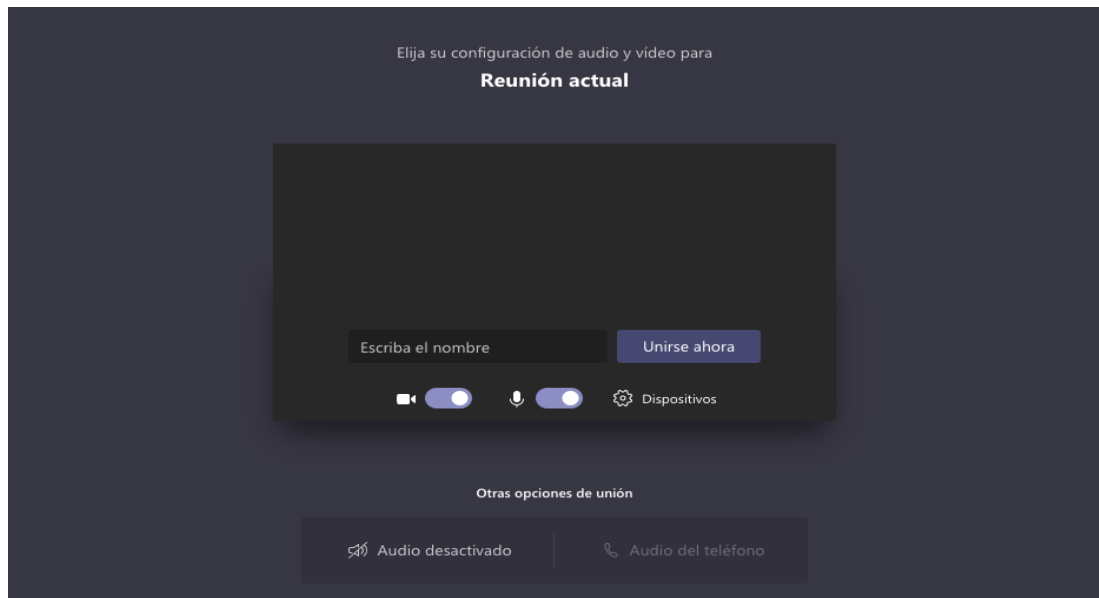 Elija su configuración de audio y vídeo para
Reunión actual
Escriba el nombre
Unirse ahora
Dispositivos
Otras opciones de unión
Audio desactivado
Audio del teléfono